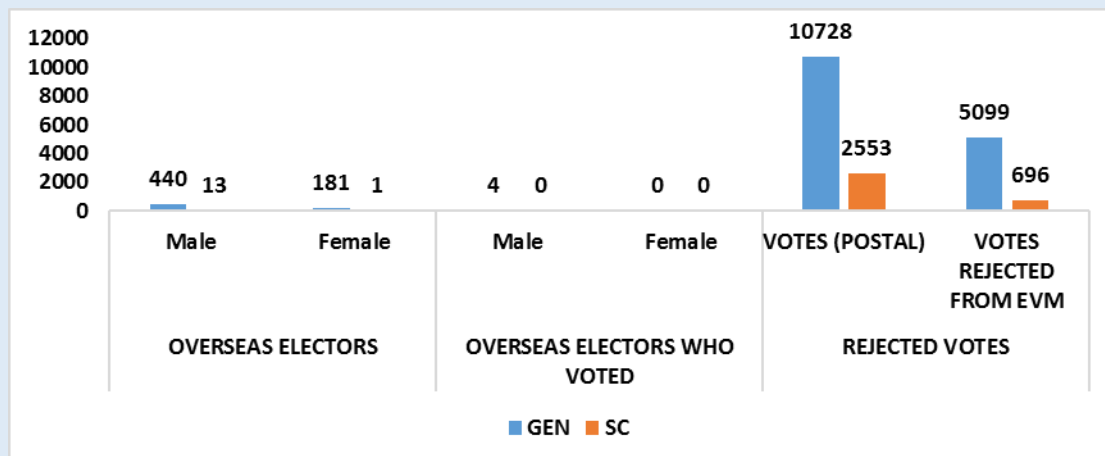 12000
10000
8000
6000
4000
2000
0
440 13 181 1 4 0 0 0 10728 2553 5099 696
Male Female Male Female VOTES (POSTAL) VOTES
REJECTED
FROM EVM
OVERSEAS ELECTORS OVERSEAS ELECTORS WHO REJECTED VOTES
VOTED
GEN SC